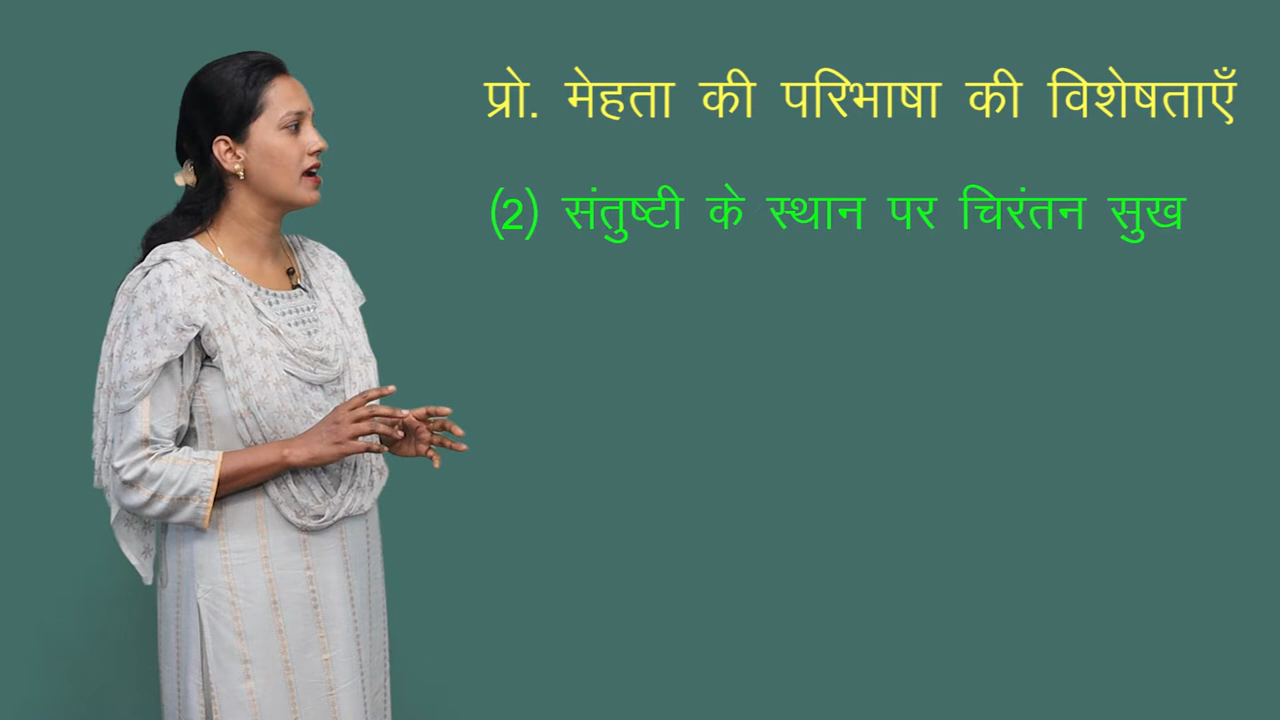 प्रो. मेहता की परिभाषा की विशेषताएँ
(2) संतुष्टी के स्थान पर चिरंतन सुख